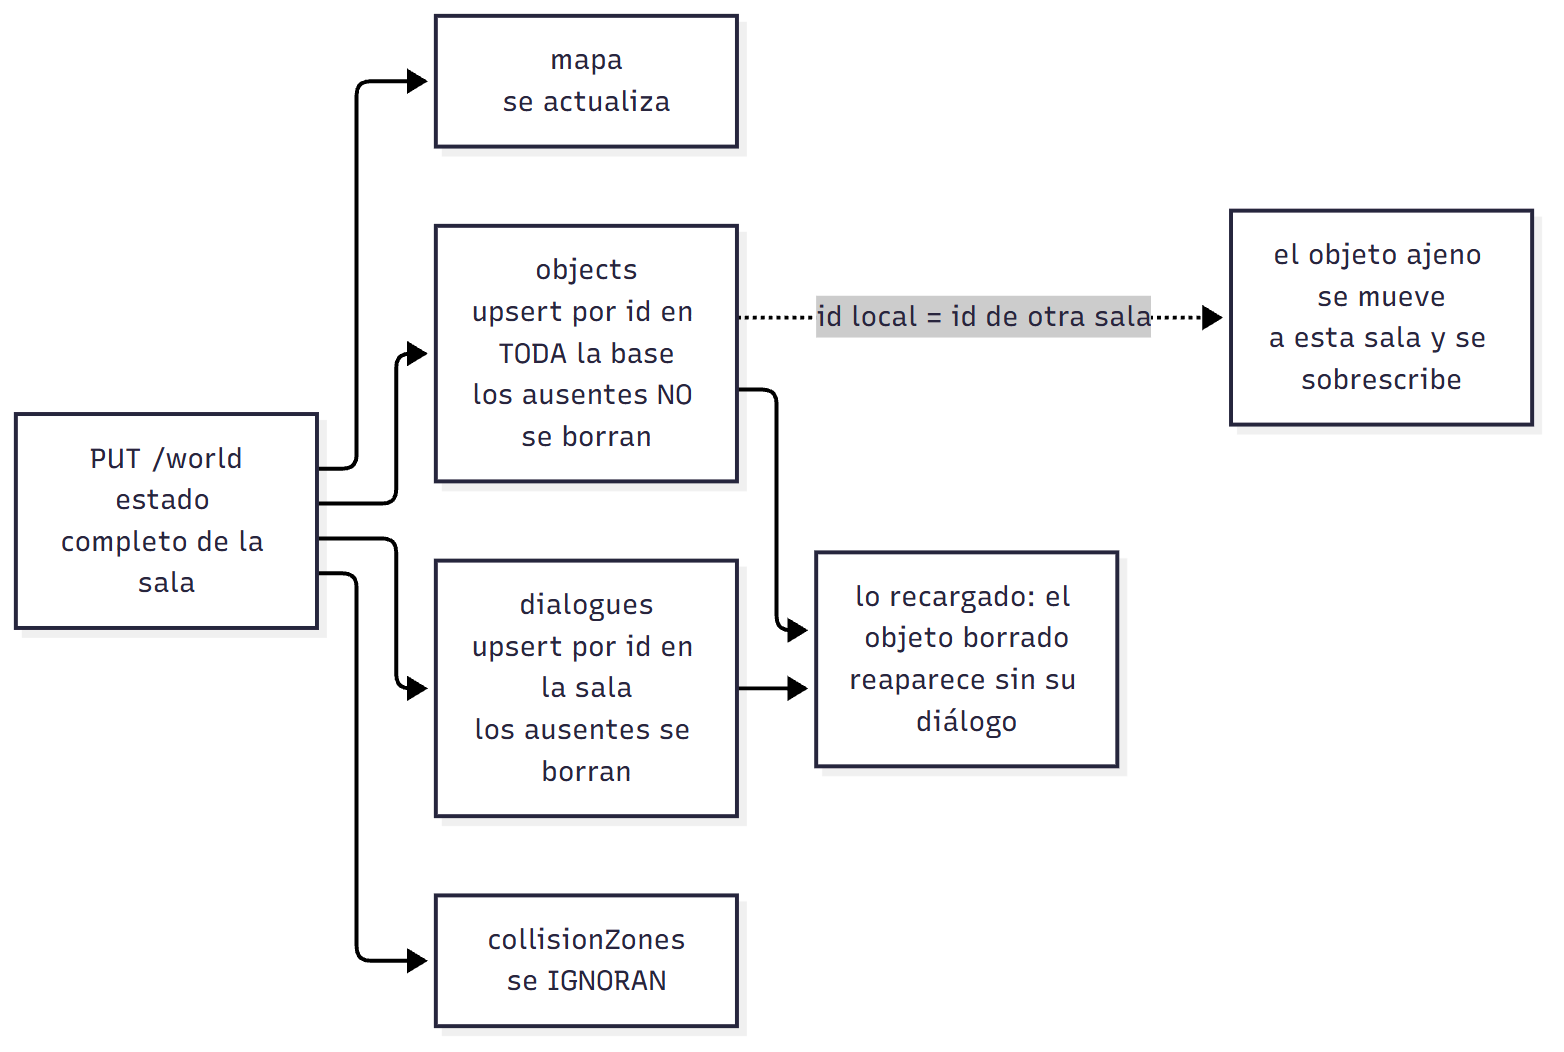 mapa
se actualiza
objects
upsert por id en
TODA la base
los ausentes NO
se borran
id local = id de otra sala
el objeto ajeno
se mueve
a esta sala y se
sobrescribe
PUT /world
estado
completo de la
sala
dialogues
upsert por id en
la sala
los ausentes se
borran
lo recargado: el
objeto borrado
reaparece sin su
diálogo
collisionZones
se IGNORAN